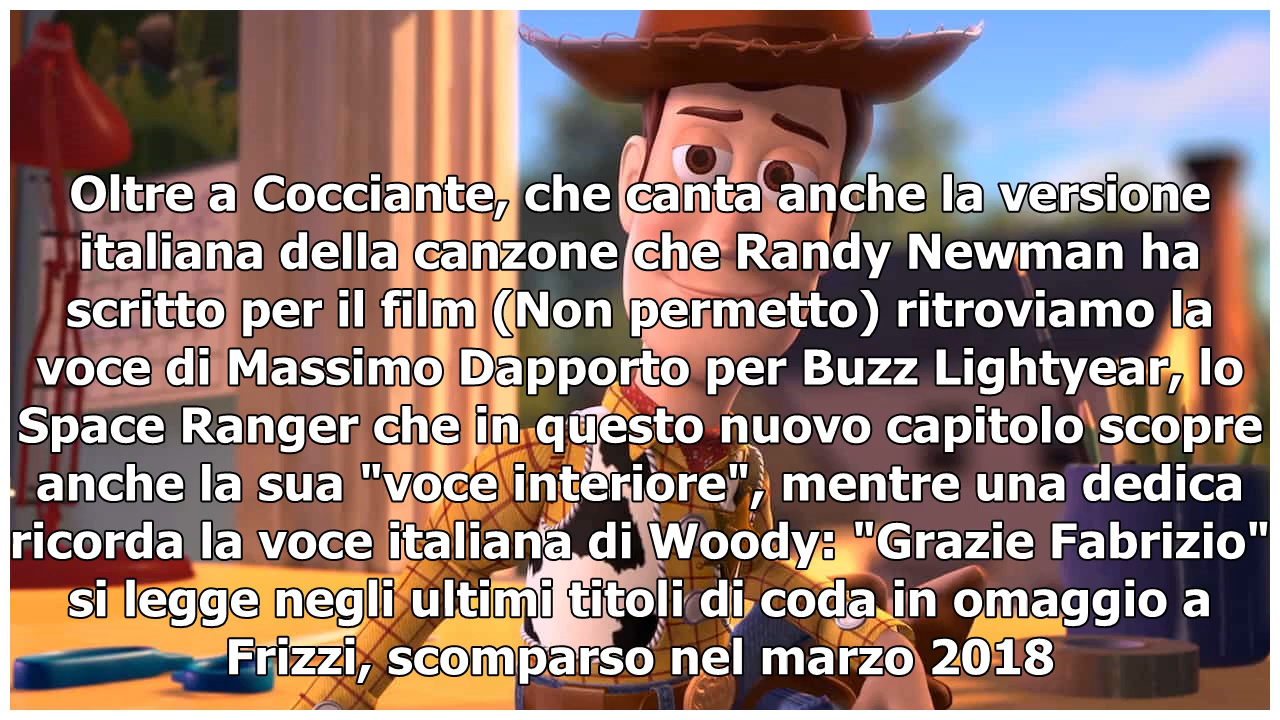 Oltre a Cocciante, che canta anche la versione
italiana della canzone che Randy Newman ha
scritto per il film (Non permetto) ritroviamo la
voce di Massimo Dapporto per Buzz Lightyear, lo
Space Ranger che in questo nuovo capitolo scopre
anche la sua "voce interiore", mentre una dedica
ricorda la voce italiana di Woody: "Grazie Fabrizio"
si legge negli ultimi titoli di coda in omaggio a
Frizzi, scomparso nel marzo 2018